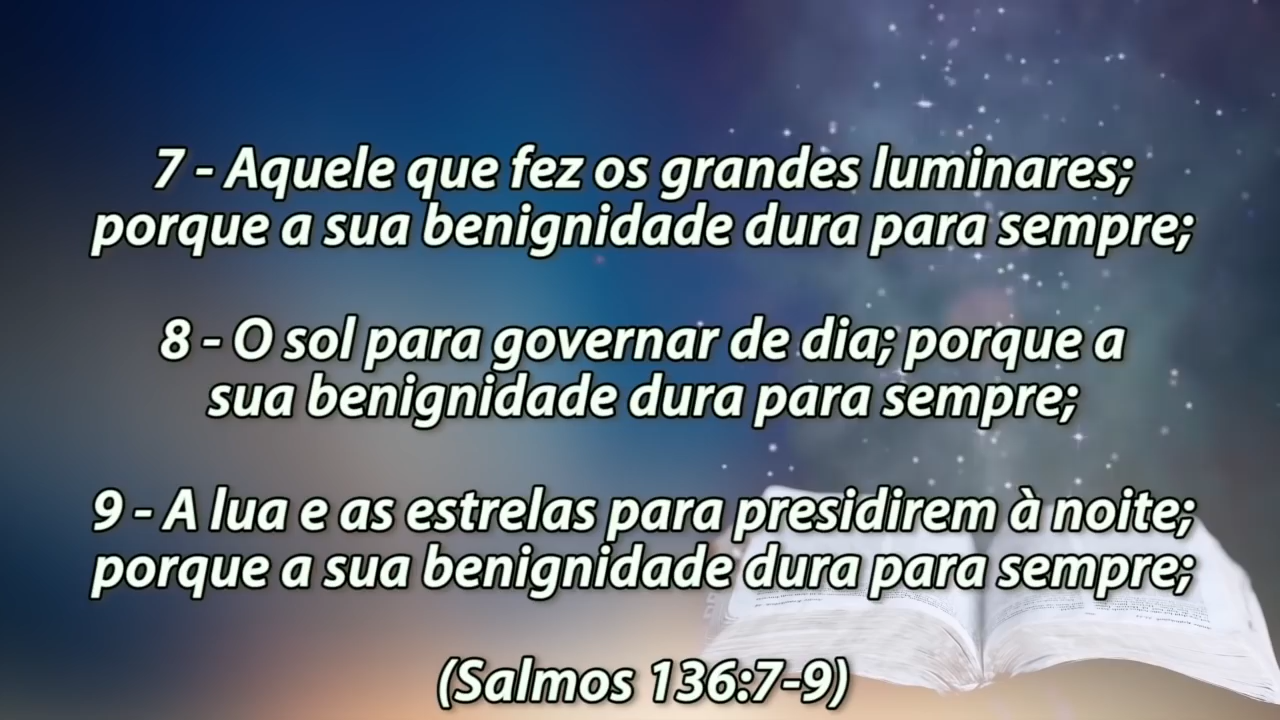 7 - Aquele que fez os grandes luminares;
porque a sua benignidade dura para sempre;
8 - O sol para governar de dia; porque a
sua benignidade dura para sempre;
9 - A lua e as estrelas para presidirem à noite;
porque a sua benignidade dura para sempre;
(Salmos 136:7-9)